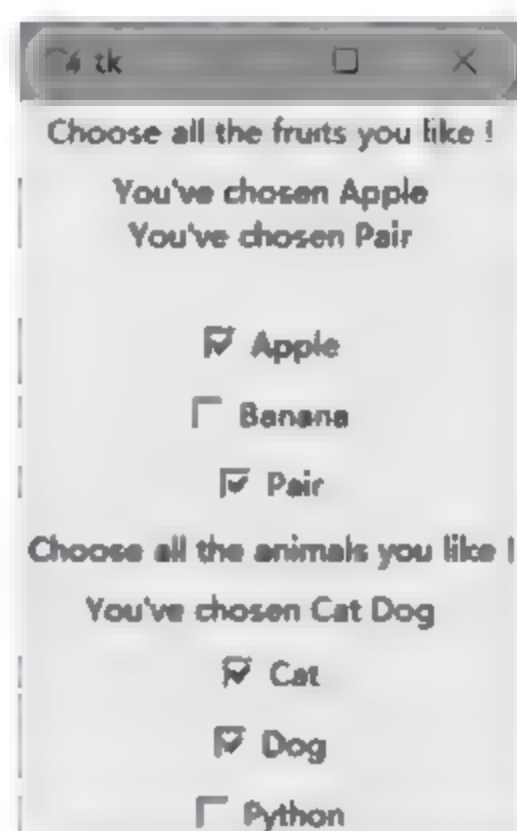 tk
Choose all the fruits you like !
You've chosen Apple
You've chosen Pair
Apple
Banana
Pair
Choose all the animals you like !
You've chosen Cat Dog
Cat
Dog
Python